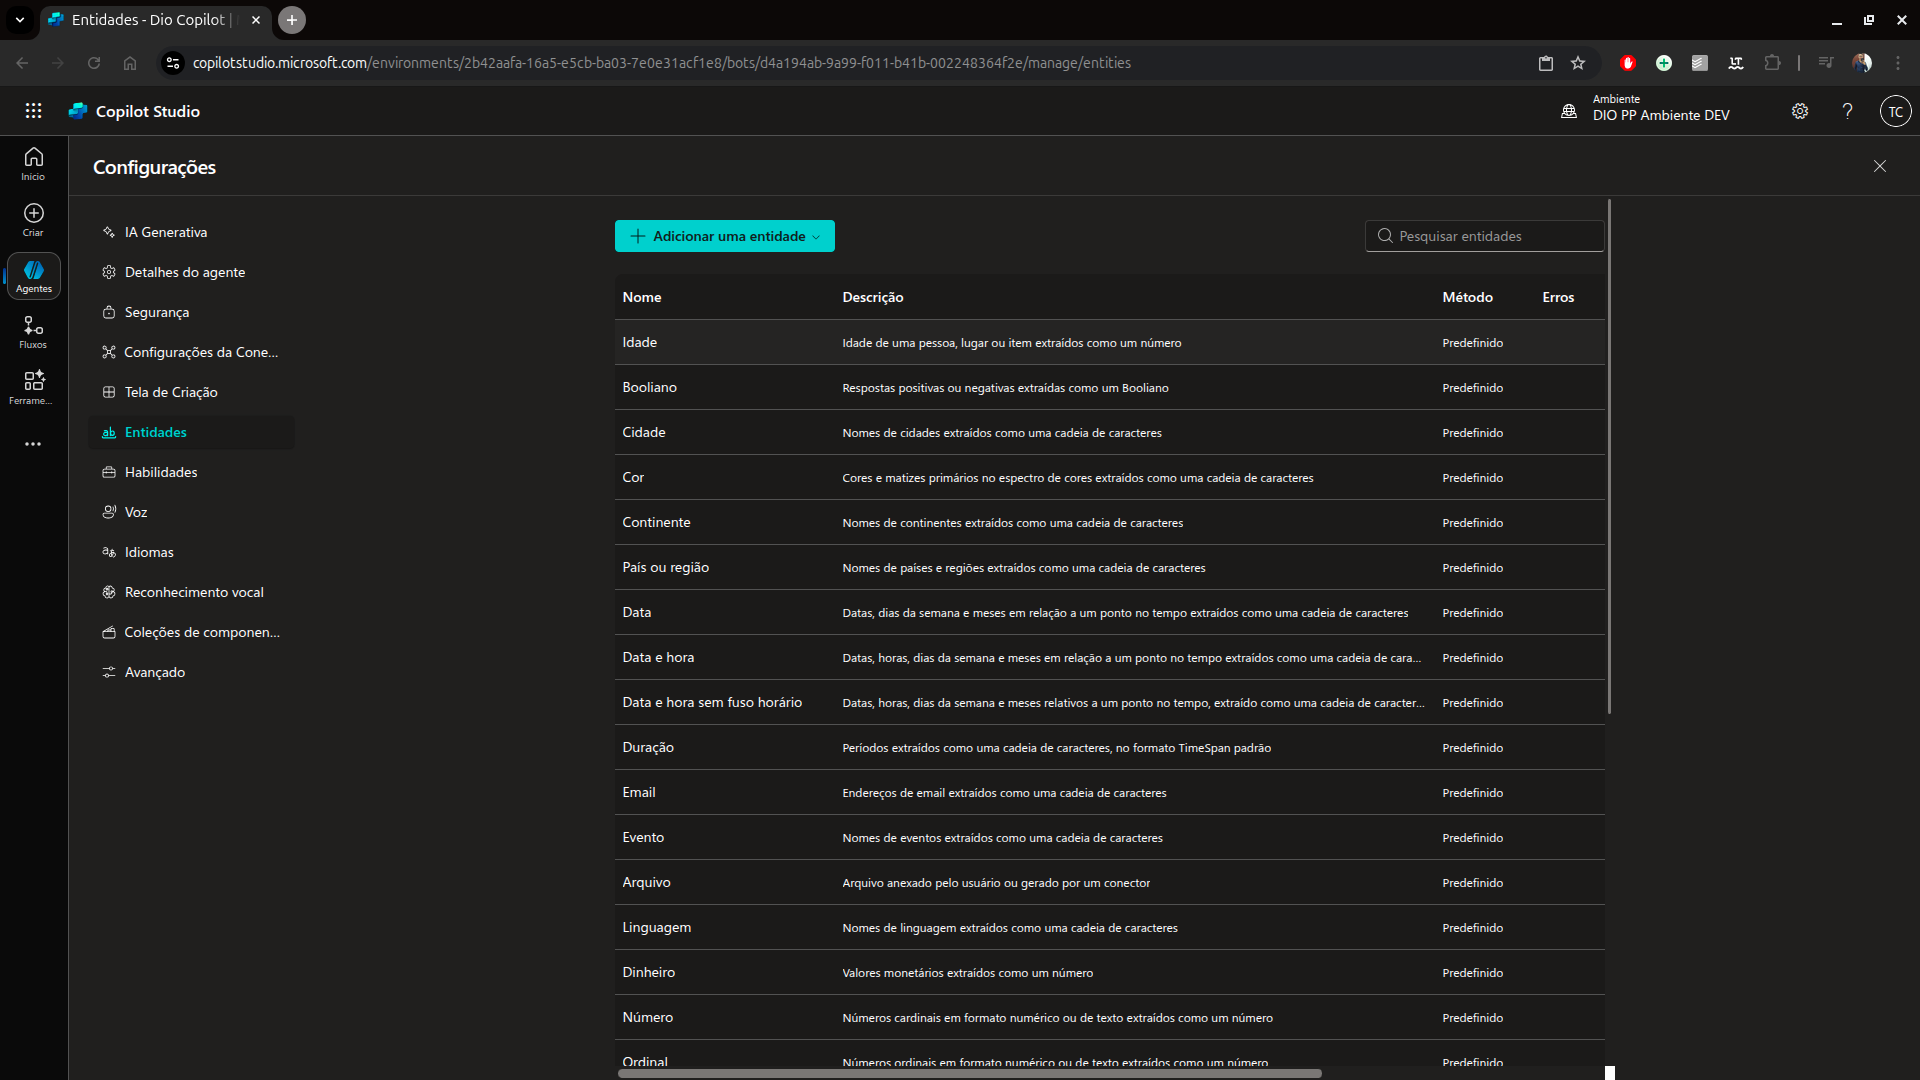 Entidades - Dio Copilot |
copilotstudio.microsoft.com/environments/2b42aafa-16a5-e5cb-ba03-7e0e31acf1e8/bots/d4a194ab-9a99-f011-b41b-002248364f2e/manage/entities
Copilot Studio
Ambiente
DIO PP Ambiente DEV
TC
Início
Criar
Agentes
Fluxos
Ferrame...
Configurações
IA Generativa
Detalhes do agente
Segurança
Configurações da Cone...
Tela de Criação
Entidades
Habilidades
Voz
Idiomas
Reconhecimento vocal
Coleções de componen...
Avançado
Adicionar uma entidade
Pesquisar entidades
Nome Descrição Método Erros
Idade Idade de uma pessoa, lugar ou item extraídos como um número Predefinido
Booliano Respostas positivas ou negativas extraídas como um Booliano Predefinido
Cidade Nomes de cidades extraídos como uma cadeia de caracteres Predefinido
Cor Cores e matizes primários no espectro de cores extraídos como uma cadeia de caracteres Predefinido
Continente Nomes de continentes extraídos como uma cadeia de caracteres Predefinido
País ou região Nomes de países e regiões extraídos como uma cadeia de caracteres Predefinido
Data Datas, dias da semana e meses em relação a um ponto no tempo extraídos como uma cadeia de caracteres Predefinido
Data e hora Datas, horas, dias da semana e meses em relação a um ponto no tempo extraídos como uma cadeia de cara... Predefinido
Data e hora sem fuso horário Datas, horas, dias da semana e meses relativos a um ponto no tempo, extraído como uma cadeia de caracter... Predefinido
Duração Períodos extraídos como uma cadeia de caracteres, no formato TimeSpan padrão Predefinido
Email Endereços de email extraídos como uma cadeia de caracteres Predefinido
Evento Nomes de eventos extraídos como uma cadeia de caracteres Predefinido
Arquivo Arquivo anexado pelo usuário ou gerado por um conector Predefinido
Linguagem Nomes de linguagem extraídos como uma cadeia de caracteres Predefinido
Dinheiro Valores monetários extraídos como um número Predefinido
Número Números cardinais em formato numérico ou de texto extraídos como um número Predefinido
Ordinal Números ordinais em formato numérico ou de texto extraídos como um número Predefinido